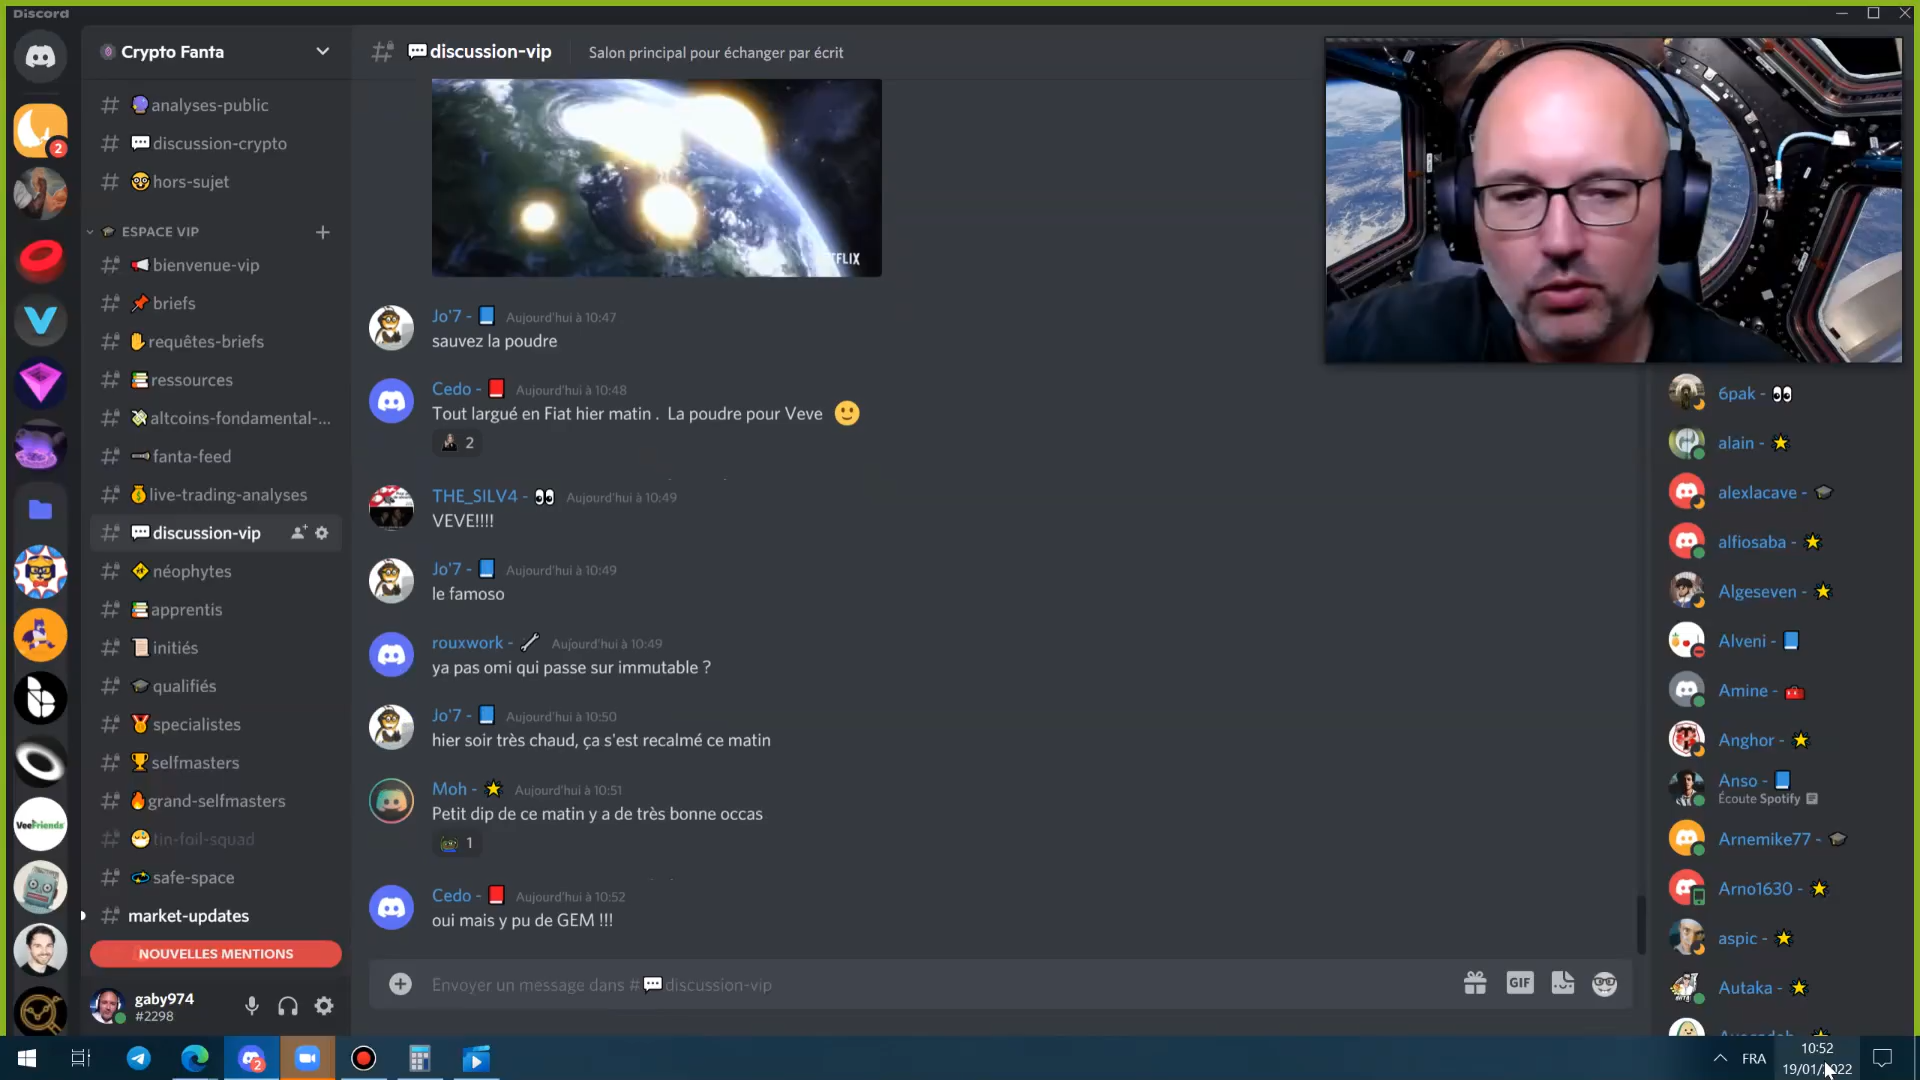 Discord
Crypto Fanta
analyses-public
discussion-crypto
hors-sujet
ESPACE VIP
bienvenue-vip
briefs
requêtes-briefs
ressources
altcoins-fondamental-...
fanta-feed
live-trading-analyses
discussion-vip
néophytes
apprentis
initiés
qualifiés
specialistes
selfmasters
grand-selfmasters
tin-foil-squad
safe-space
market-updates
NOUVELLES MENTIONS
gaby974
#2298
2
VeeFriends
discussion-vip
Salon principal pour échanger par écrit
Jo'7 - Aujourd'hui à 10:47
sauvez la poudre
Cedo - Aujourd'hui à 10:48
Tout largué en Fiat hier matin . La poudre pour Veve
2
THE_SILV4 - Aujourd'hui à 10:49
VEVE!!!!
Jo'7 - Aujourd'hui à 10:49
le famoso
rouxwork - Aujourd'hui à 10:49
ya pas omi qui passe sur immutable ?
Jo'7 - Aujourd'hui à 10:50
hier soir très chaud, ça s'est recalmé ce matin
Moh - Aujourd'hui à 10:51
Petit dip de ce matin y a de très bonne occas
1
Cedo - Aujourd'hui à 10:52
oui mais y pu de GEM !!!
Envoyer un message dans # discussion-vip
GIF
6pak -
alain -
alexlacave -
alfiosaba -
Algeseven -
Alveni -
Amine -
Anghor -
Anso -
Écoute Spotify
Arnemike77 -
Arno1630 -
aspic -
Autaka -
2
FRA
10:52
19/01/2022